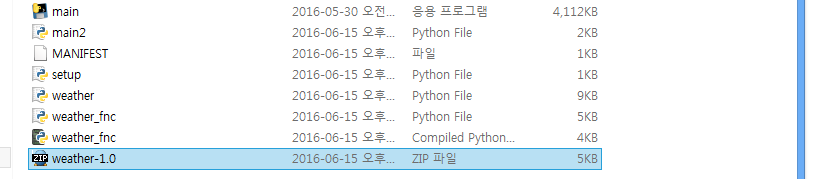 main 2016-05-30 오전... 응용 프로그램 4,112KB
main2 2016-06-15 오후... Python File 2KB
MANIFEST 2016-06-15 오후... 파일 1KB
setup 2016-06-15 오후... Python File 1KB
weather 2016-06-15 오후... Python File 9KB
weather_fnc 2016-06-15 오후... Python File 5KB
weather_fnc 2016-06-15 오후... Compiled Python... 4KB
ZIP weather-1.0 2016-06-15 오후... ZIP 파일 5KB